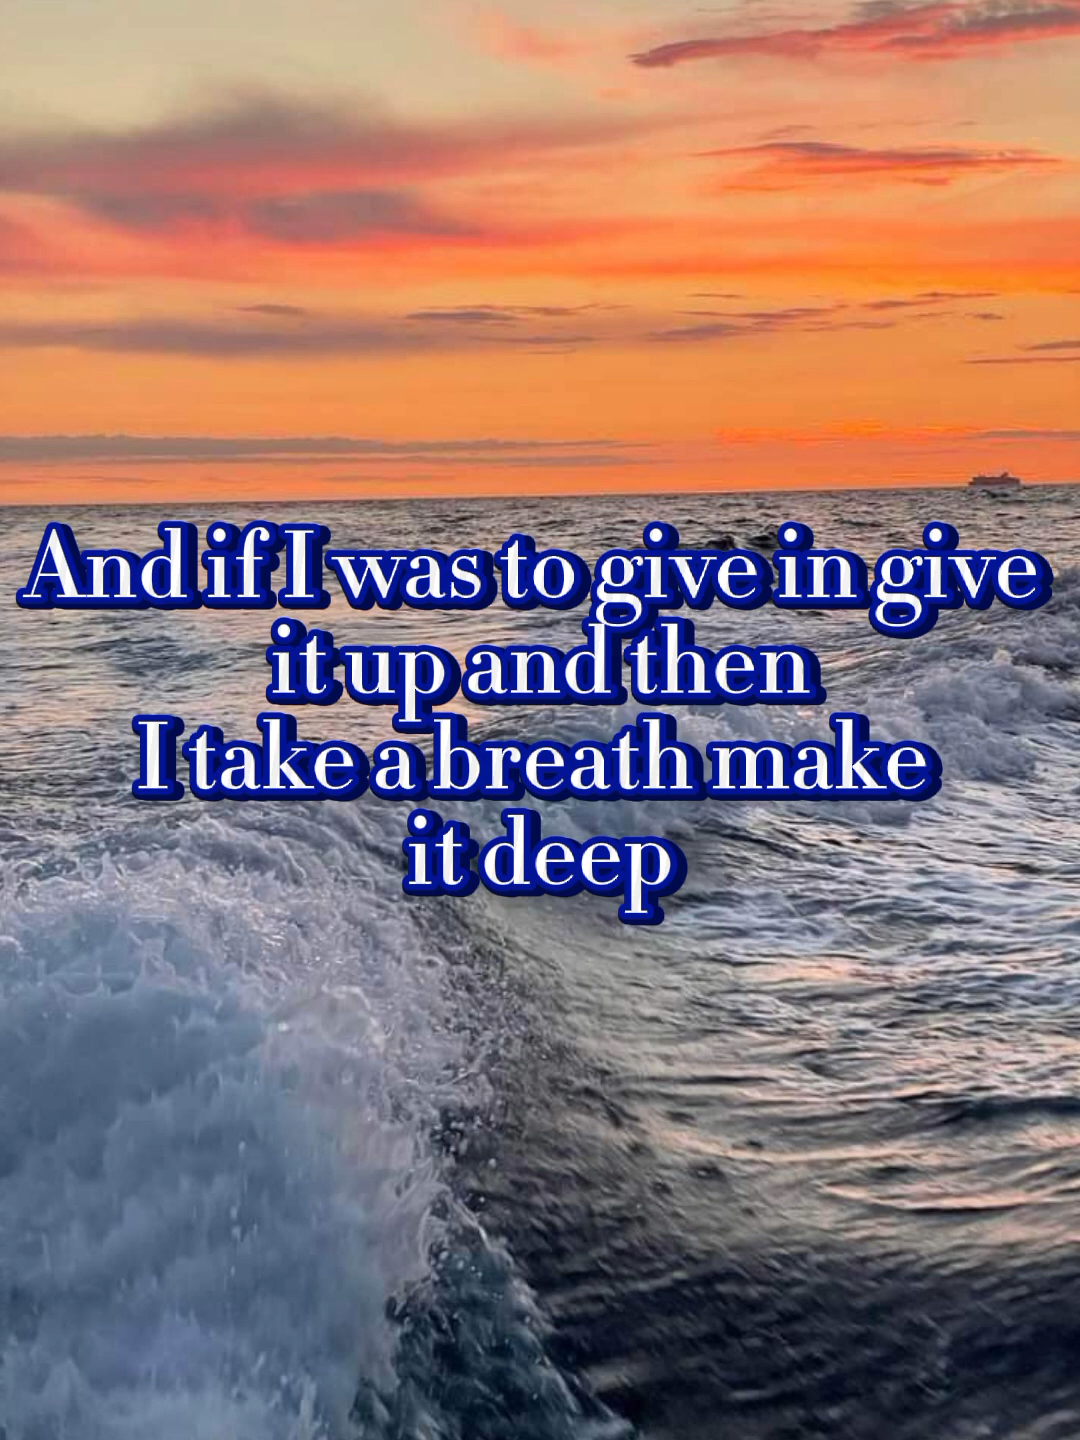 And if I was to give in give
it up and then
I take a breath make
it deep